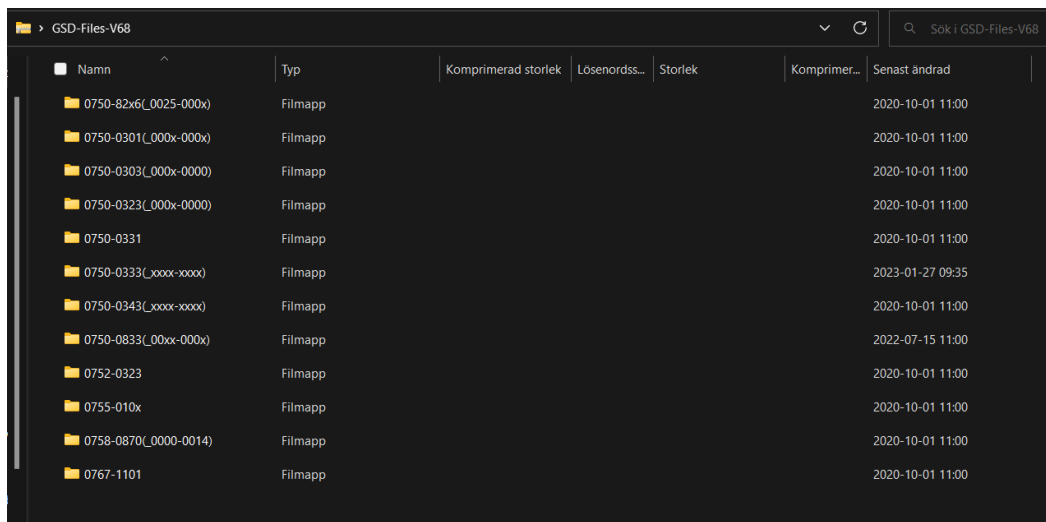 GSD-Files-V68 Sök i GSD-Files-V68
Namn Typ Komprimerad storlek Lösenordss... Storlek Komprimer... Senast ändrad
0750-82x6(_0025-000x) Filmapp 2020-10-01 11:00
0750-0301(_000x-000x) Filmapp 2020-10-01 11:00
0750-0303(_000x-0000) Filmapp 2020-10-01 11:00
0750-0323(_000x-0000) Filmapp 2020-10-01 11:00
0750-0331 Filmapp 2020-10-01 11:00
0750-0333(_xxxx-xxxx) Filmapp 2023-01-27 09:35
0750-0343(_xxxx-xxxx) Filmapp 2020-10-01 11:00
0750-0833(_00xx-000x) Filmapp 2022-07-15 11:00
0752-0323 Filmapp 2020-10-01 11:00
0755-010x Filmapp 2020-10-01 11:00
0758-0870(_0000-0014) Filmapp 2020-10-01 11:00
0767-1101 Filmapp 2020-10-01 11:00